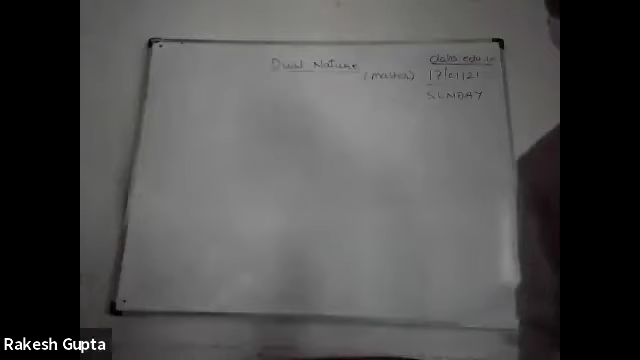 Dual Nature
(Matter)
17/01/21
SUNDAY
Rakesh Gupta